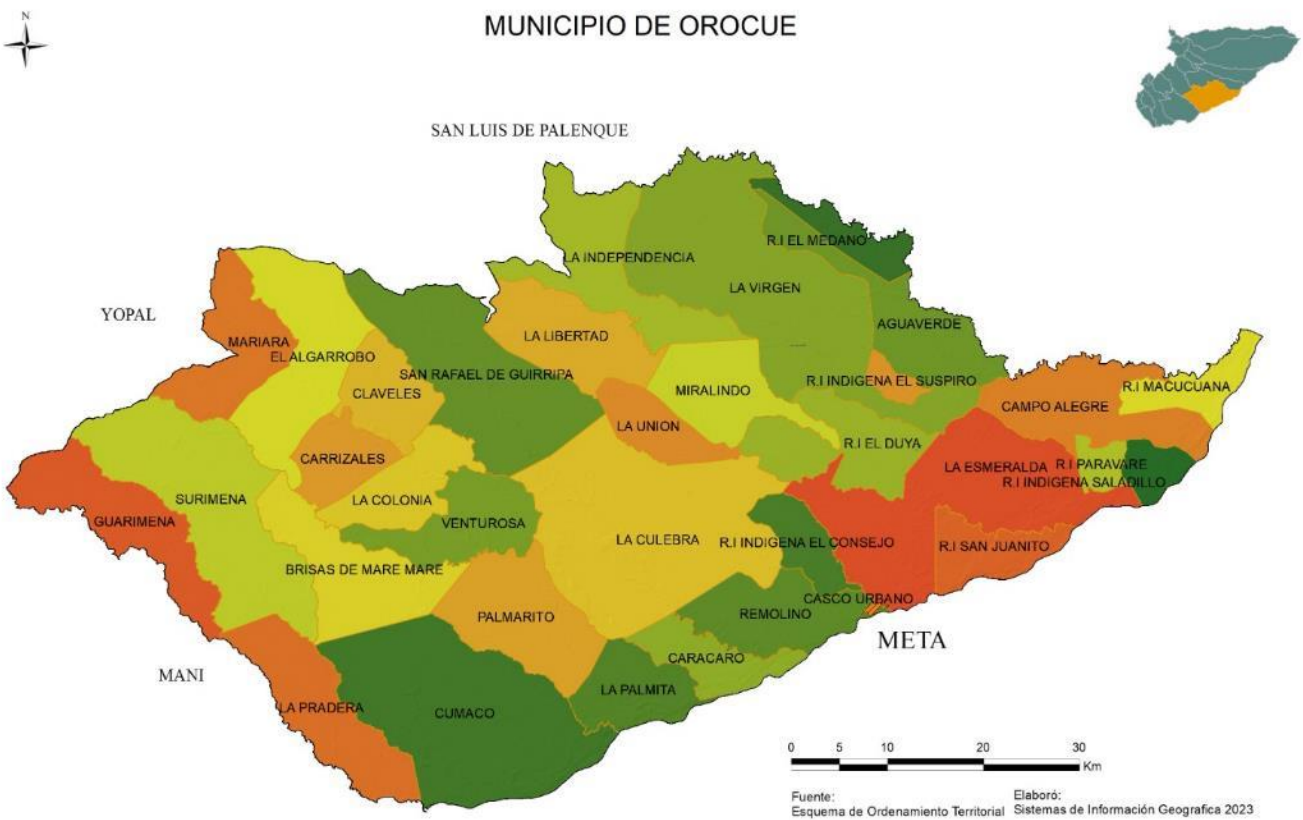 N
MUNICIPIO DE OROCUE
SAN LUIS DE PALENQUE
R.I EL MEDANO
LA INDEPENDENCIA
LA VIRGEN
YOPAL
AGUAVERDE
LA LIBERTAD
MARIARA
EL ALGARROBO
SAN RAFAEL DE GUIRRIPA
R.I INDIGENA EL SUSPIRO
R.I MACUCUANA
CLAVELES
MIRALINDO
CAMPO ALEGRE
LA UNION
R.I EL DUYA
CARRIZALES
R.I PARAVARE
LA ESMERALDA
R.I INDIGENA SALADILLO
SURIMENA
LA COLONIA
GUARIMENA
VENTUROSA
LA CULEBRA
R.I INDIGENA EL CONSEJO
R.I SAN JUANITO
BRISAS DE MARE MARE
CASCO URBANO
PALMARITO
REMOLINO
META
CARACARO
MANI
LA PALMITA
LA PRADERA
CUMACO
0 5 10 20 30
Km
Fuente:
Esquema de Ordenamiento Territorial
Elaboró:
Sistemas de Información Geografica 2023